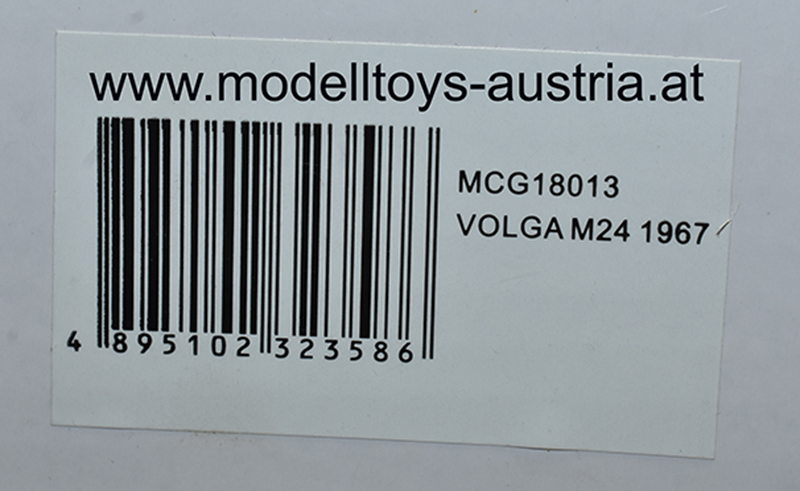 www.modelltoys-austria.at
MCG18013
VOLGA M24 1967
4 895102 323586